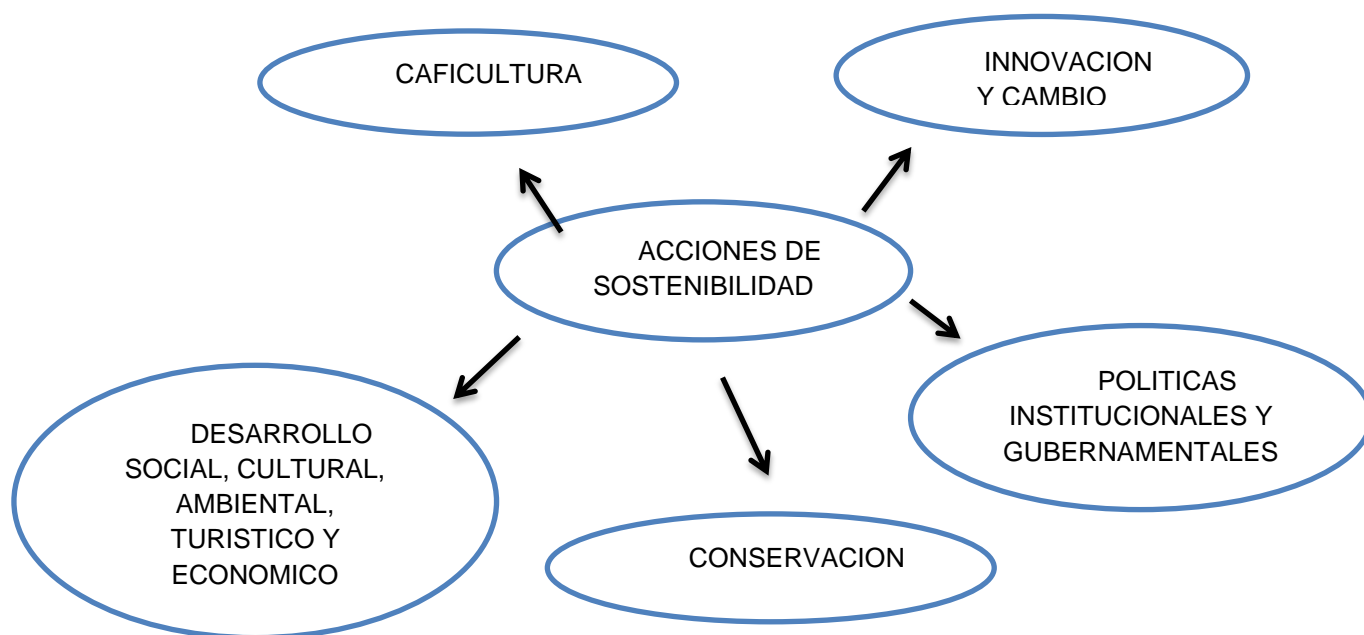 CAFICULTURA
INNOVACION
Y CAMBIO
ACCIONES DE
SOSTENIBILIDAD
POLITICAS
INSTITUCIONALES Y
GUBERNAMENTALES
DESARROLLO
SOCIAL, CULTURAL,
AMBIENTAL,
TURISTICO Y
ECONOMICO
CONSERVACION